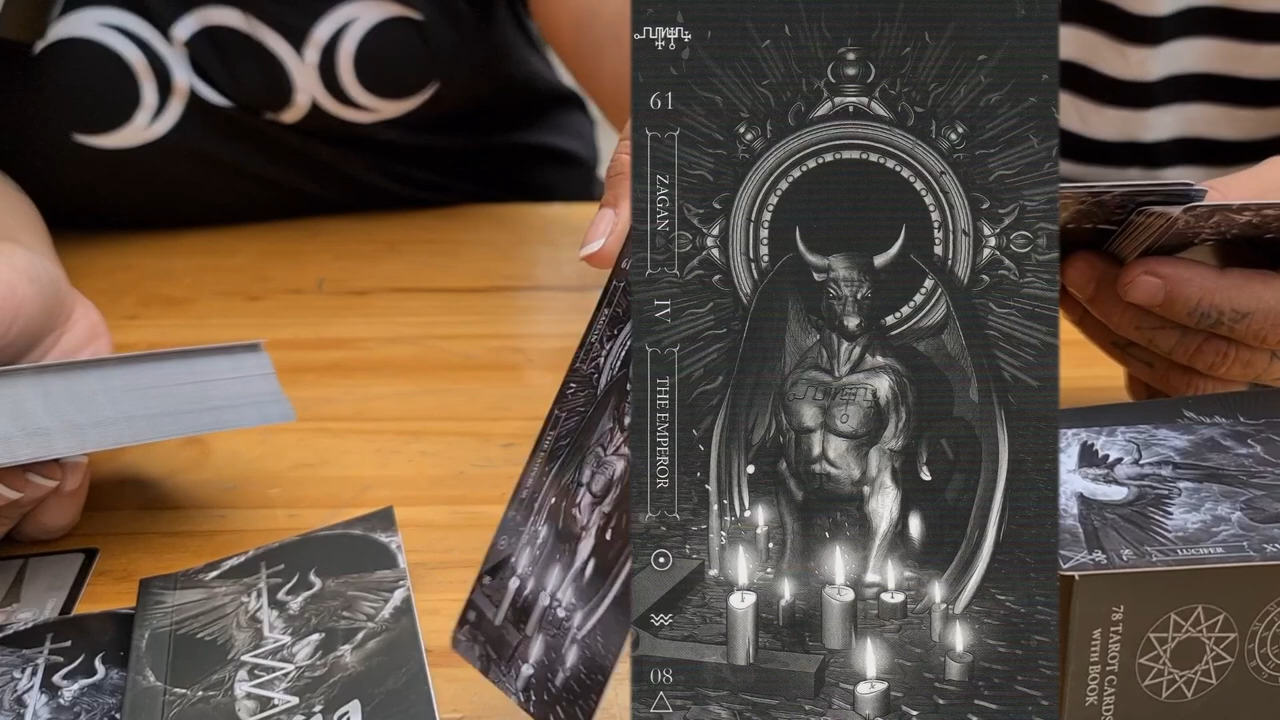 61
ZAGAN
IV
THE EMPEROR
08
LUCIFER
78 TAROT CARDS
WITH BOOK